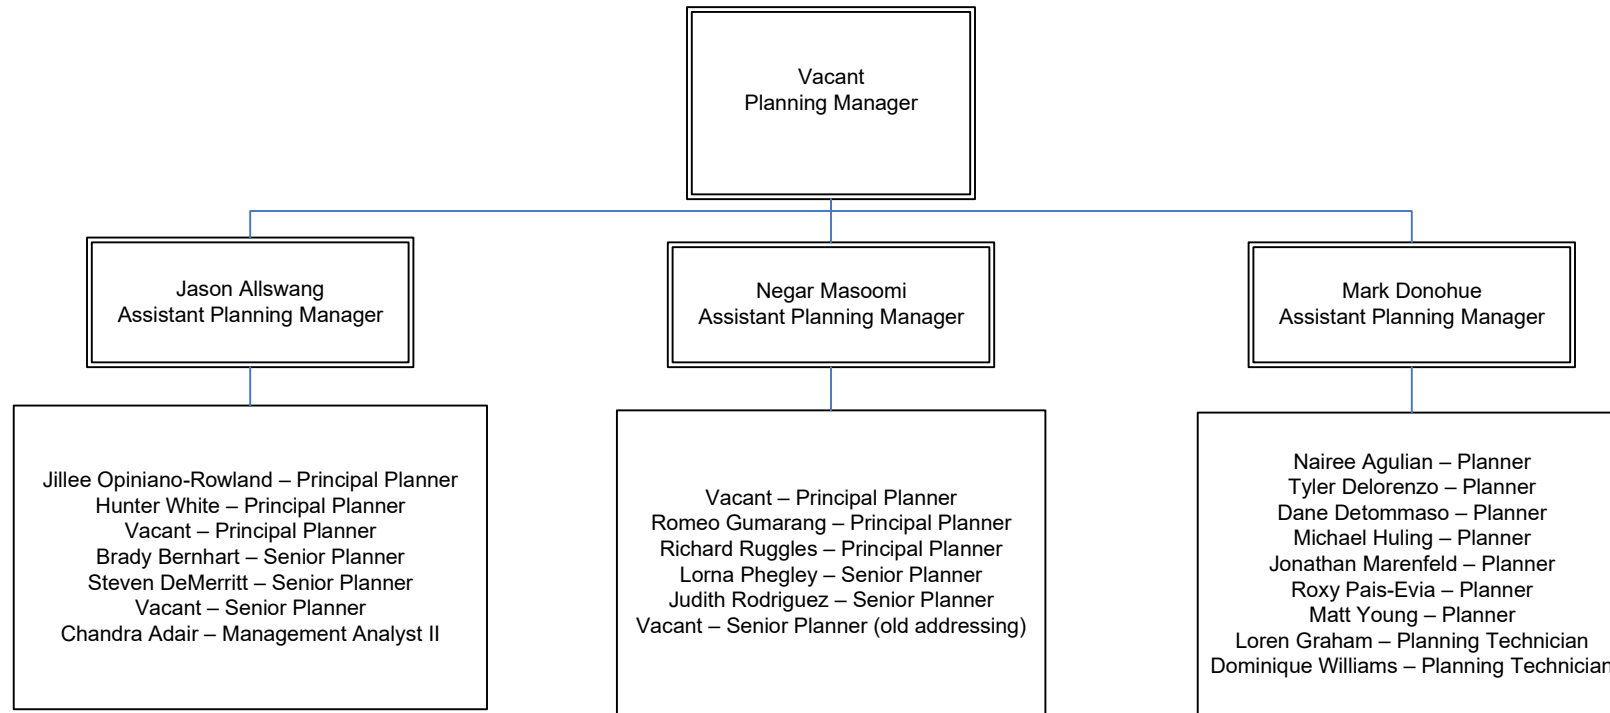 Vacant
Planning Manager
Jason Allswang
Assistant Planning Manager
Negar Masoomi
Assistant Planning Manager
Mark Donohue
Assistant Planning Manager
Jillee Opiniano-Rowland – Principal Planner
Hunter White – Principal Planner
Vacant – Principal Planner
Brady Bernhart – Senior Planner
Steven DeMerritt – Senior Planner
Vacant – Senior Planner
Chandra Adair – Management Analyst II
Vacant – Principal Planner
Romeo Gumarang – Principal Planner
Richard Ruggles – Principal Planner
Lorna Phegley – Senior Planner
Judith Rodriguez – Senior Planner
Vacant – Senior Planner (old addressing)
Nairee Agulian – Planner
Tyler Delorenzo – Planner
Dane Detommaso – Planner
Michael Huling – Planner
Jonathan Marenfeld – Planner
Roxy Pais-Evia – Planner
Matt Young – Planner
Loren Graham – Planning Technician
Dominique Williams – Planning Technician